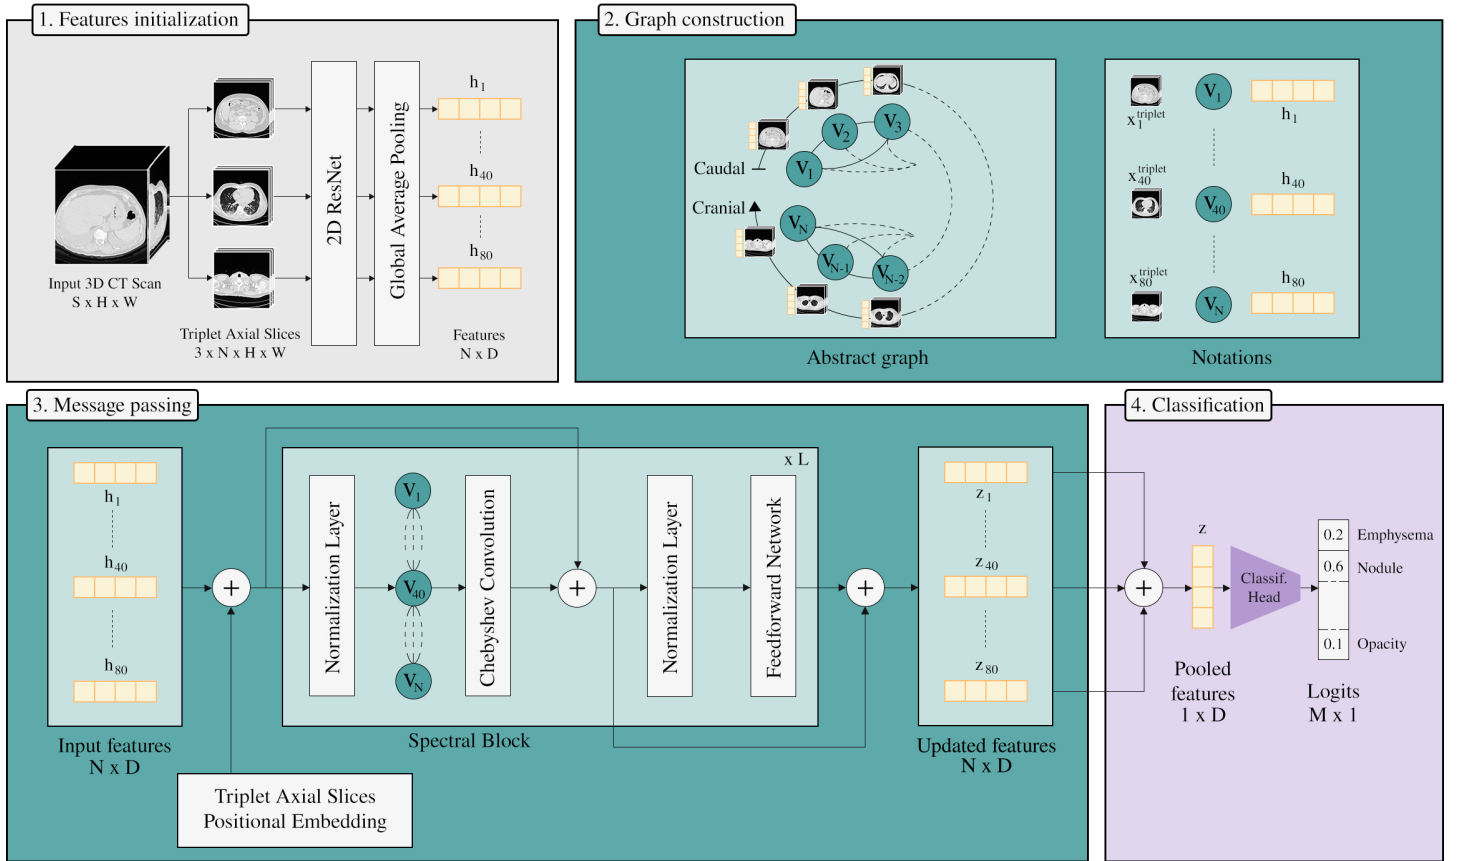 1. Features initialization
Input 3D CT Scan
S x H x W
Triplet Axial Slices
3 x N x H x W
2D ResNet
Global Average Pooling
h1
h40
h80
Features
N x D
2. Graph construction
Caudal
Cranial
V1
V2
V3
VN
VN-1
VN-2
Abstract graph
x1triplet
V1
h1
x40triplet
V40
h40
x80triplet
VN
h80
Notations
3. Message passing
h1
h40
h80
Input features
N x D
Triplet Axial Slices
Positional Embedding
+
x L
Normalization Layer
V1
V40
VN
Chebyshev Convolution
+
Normalization Layer
Feedforward Network
Spectral Block
+
z1
z40
z80
Updated features
N x D
4. Classification
+
z
Pooled
features
1 x D
Classif.
Head
0.2 Emphysema
0.6 Nodule
0.1 Opacity
Logits
M x 1